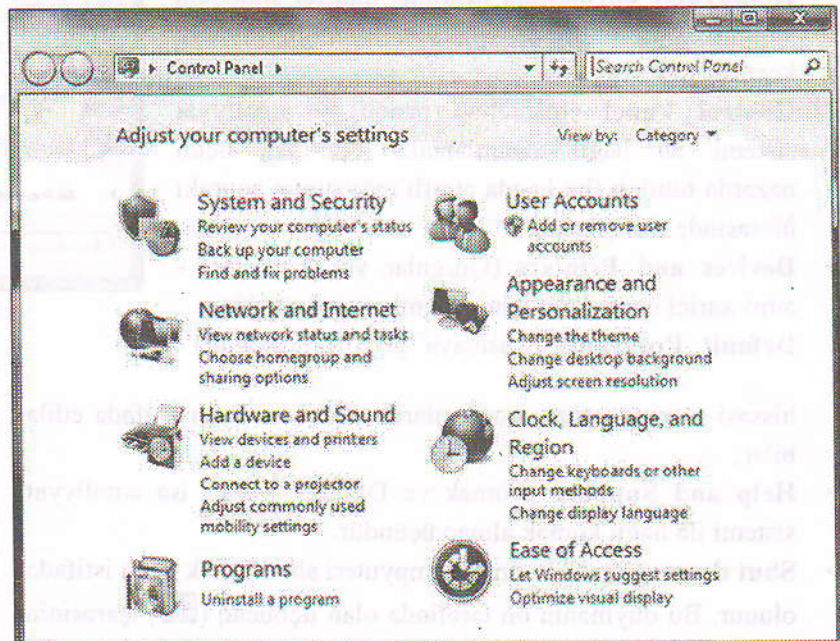 Control Panel
Search Control Panel
Adjust your computer's settings
View by: Category
System and Security
Review your computer's status
Back up your computer
Find and fix problems
Network and Internet
View network status and tasks
Choose homegroup and
sharing options
Hardware and Sound
View devices and printers
Add a device
Connect to a projector
Adjust commonly used
mobility settings
Programs
Uninstall a program
User Accounts
Add or remove user
accounts
Appearance and
Personalization
Change the theme
Change desktop background
Adjust screen resolution
Clock, Language, and
Region
Change keyboards or other
input methods
Change display language
Ease of Access
Let Windows suggest settings
Optimize visual display